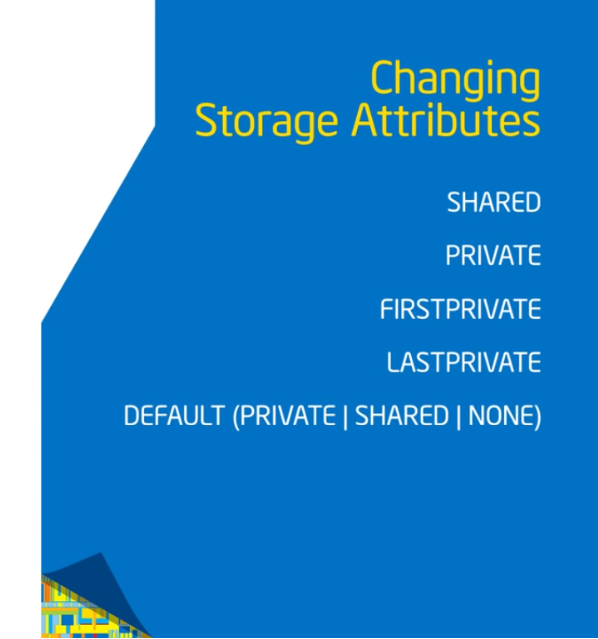 Changing
Storage Attributes
SHARED
PRIVATE
FIRSTPRIVATE
LASTPRIVATE
DEFAULT (PRIVATE | SHARED | NONE)